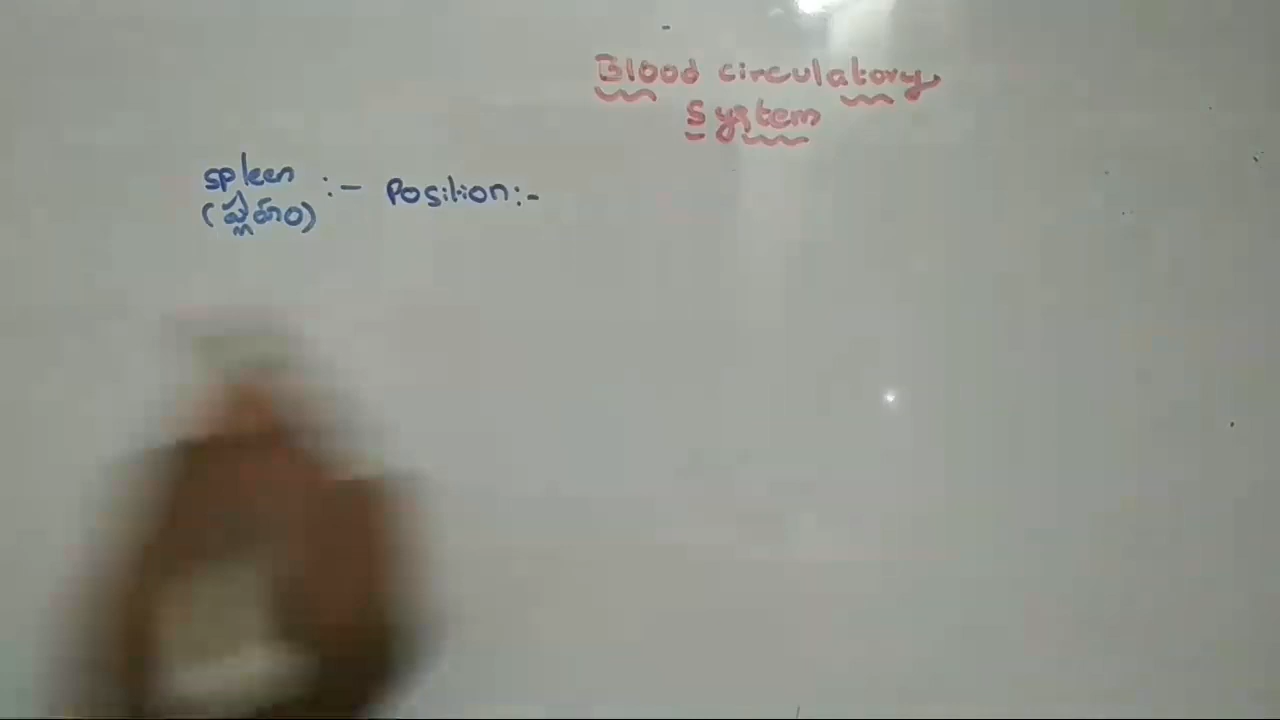 Blood circulatory
System
Spleen :- Position:-
(ప్లీహం)